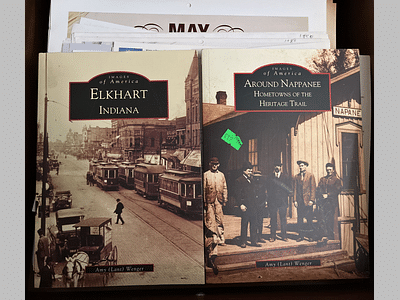 MAY
IMAGES
of America
ELKHART
INDIANA
Amy (Lant) Wenger
IMAGES
of America
AROUND NAPPANEE
HOMETOWNS OF THE
HERITAGE TRAIL
NAPANE
Amy (Lant) Wenger